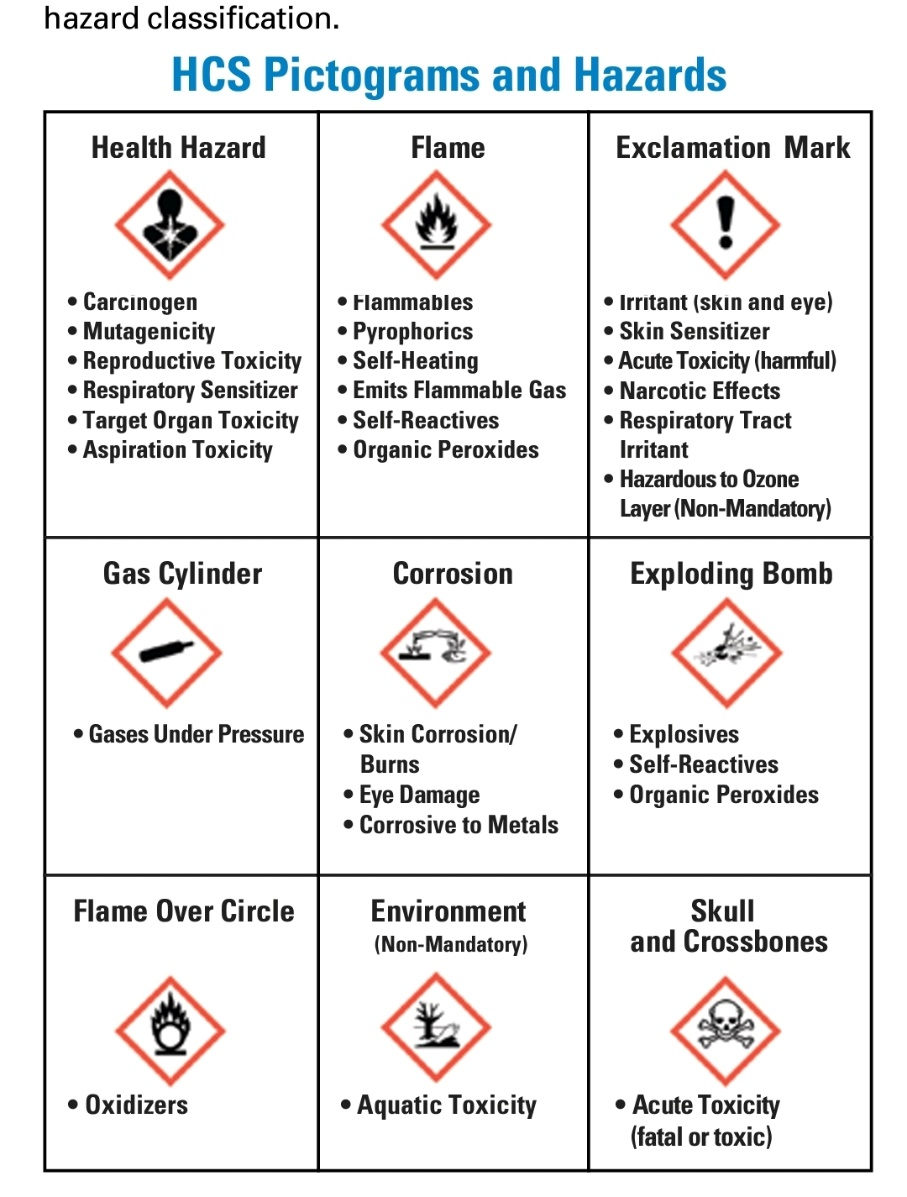 hazard classification.
HCS Pictograms and Hazards
Health Hazard
• Carcinogen
• Mutagenicity
• Reproductive Toxicity
• Respiratory Sensitizer
• Target Organ Toxicity
• Aspiration Toxicity
Flame
• Flammables
• Pyrophorics
• Self-Heating
• Emits Flammable Gas
• Self-Reactives
• Organic Peroxides
Exclamation Mark
• Irritant (skin and eye)
• Skin Sensitizer
• Acute Toxicity (harmful)
• Narcotic Effects
• Respiratory Tract
Irritant
• Hazardous to Ozone
Layer (Non-Mandatory)
Gas Cylinder
• Gases Under Pressure
Corrosion
• Skin Corrosion/
Burns
• Eye Damage
• Corrosive to Metals
Exploding Bomb
• Explosives
• Self-Reactives
• Organic Peroxides
Flame Over Circle
• Oxidizers
Environment
(Non-Mandatory)
• Aquatic Toxicity
Skull
and Crossbones
• Acute Toxicity
(fatal or toxic)